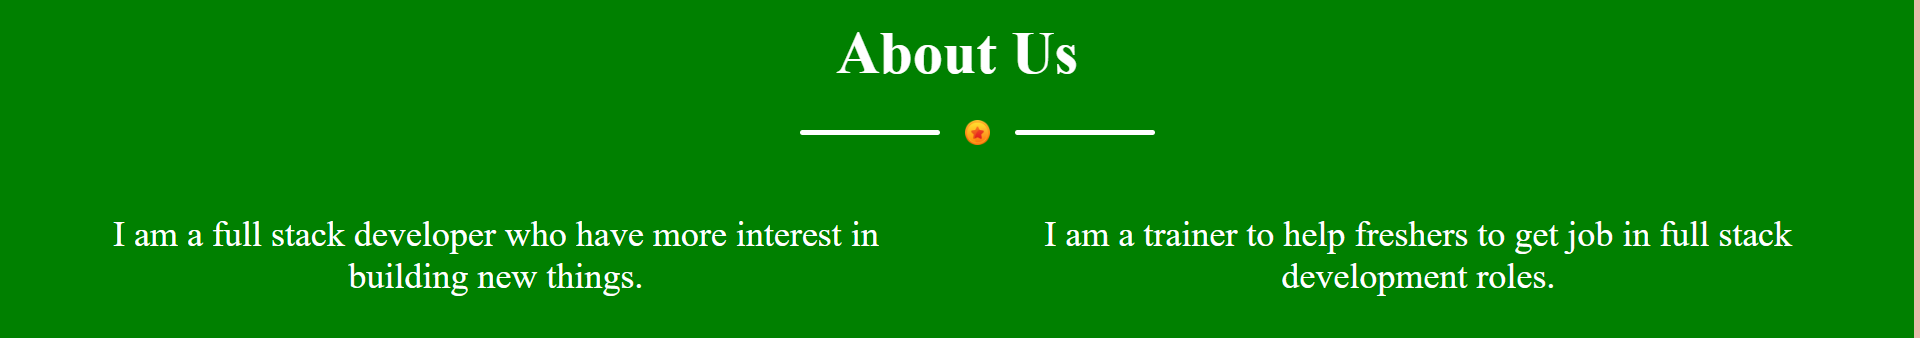 About Us
I am a full stack developer who have more interest in
building new things.
I am a trainer to help freshers to get job in full stack
development roles.